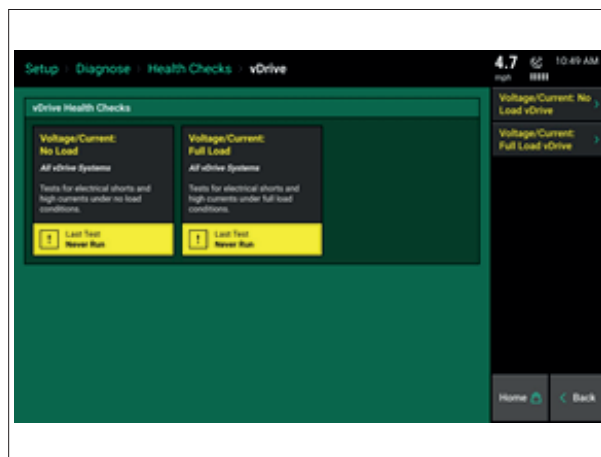 Setup › Diagnose › Health Checks › vDrive
4.7
mph
10:49 AM
vDrive Health Checks
Voltage/Current:
No Load
All vDrive Systems
Tests for electrical shorts and
high currents under no load
conditions.
Last Test
Never Run
Voltage/Current:
Full Load
All vDrive Systems
Tests for electrical shorts and
high currents under full load
conditions.
Last Test
Never Run
Voltage/Current: No
Load vDrive
Voltage/Current:
Full Load vDrive
Home
Back